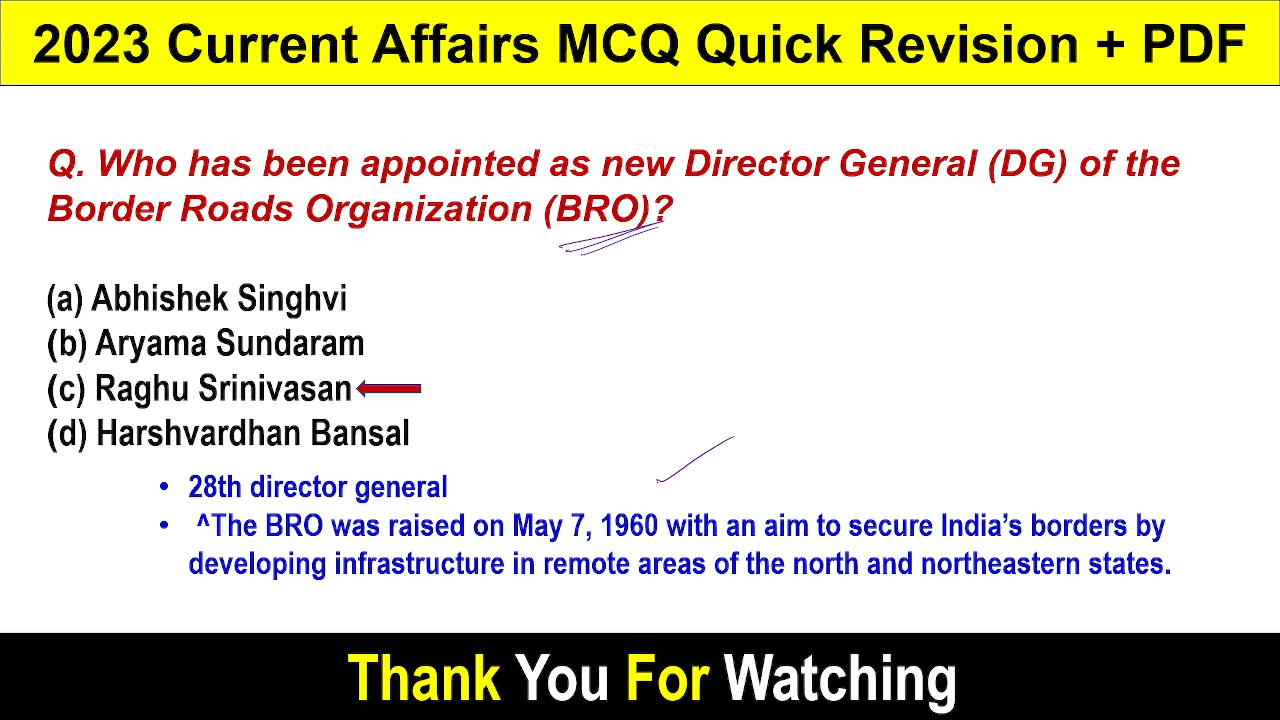 2023 Current Affairs MCQ Quick Revision + PDF
Q. Who has been appointed as new Director General (DG) of the
Border Roads Organization (BRO)?
(a) Abhishek Singhvi
(b) Aryama Sundaram
(c) Raghu Srinivasan
(d) Harshvardhan Bansal
• 28th director general
• ^The BRO was raised on May 7, 1960 with an aim to secure India’s borders by
developing infrastructure in remote areas of the north and northeastern states.
Thank You For Watching